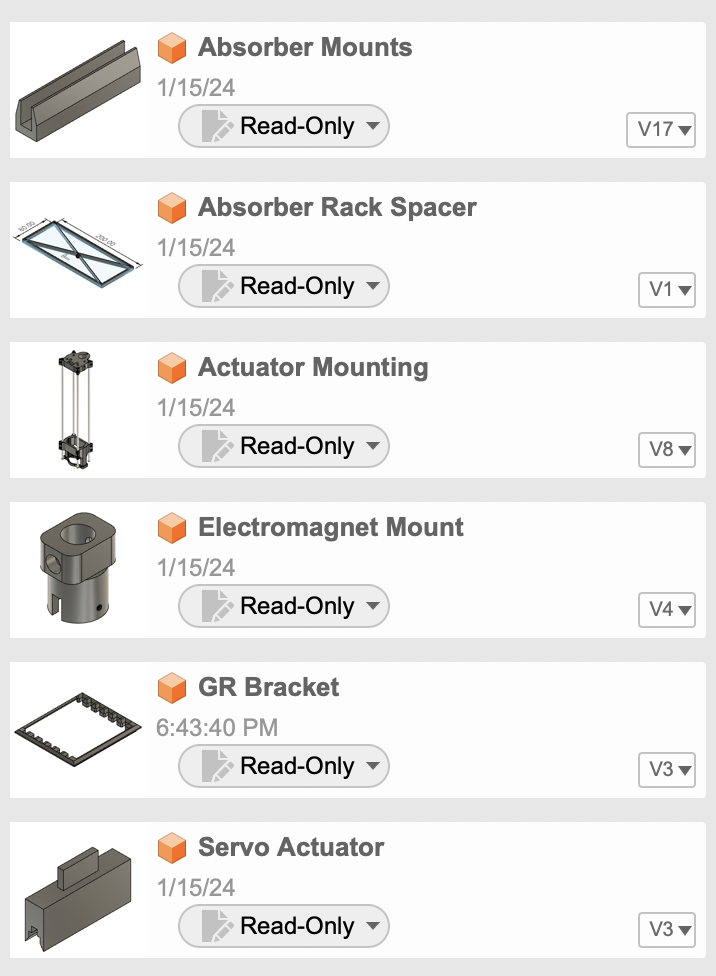 Absorber Mounts
1/15/24
Read-Only
V17
Absorber Rack Spacer
50.00
200.00
1/15/24
Read-Only
V1
Actuator Mounting
1/15/24
Read-Only
V8
Electromagnet Mount
1/15/24
Read-Only
V4
GR Bracket
6:43:40 PM
Read-Only
V3
Servo Actuator
1/15/24
Read-Only
V3